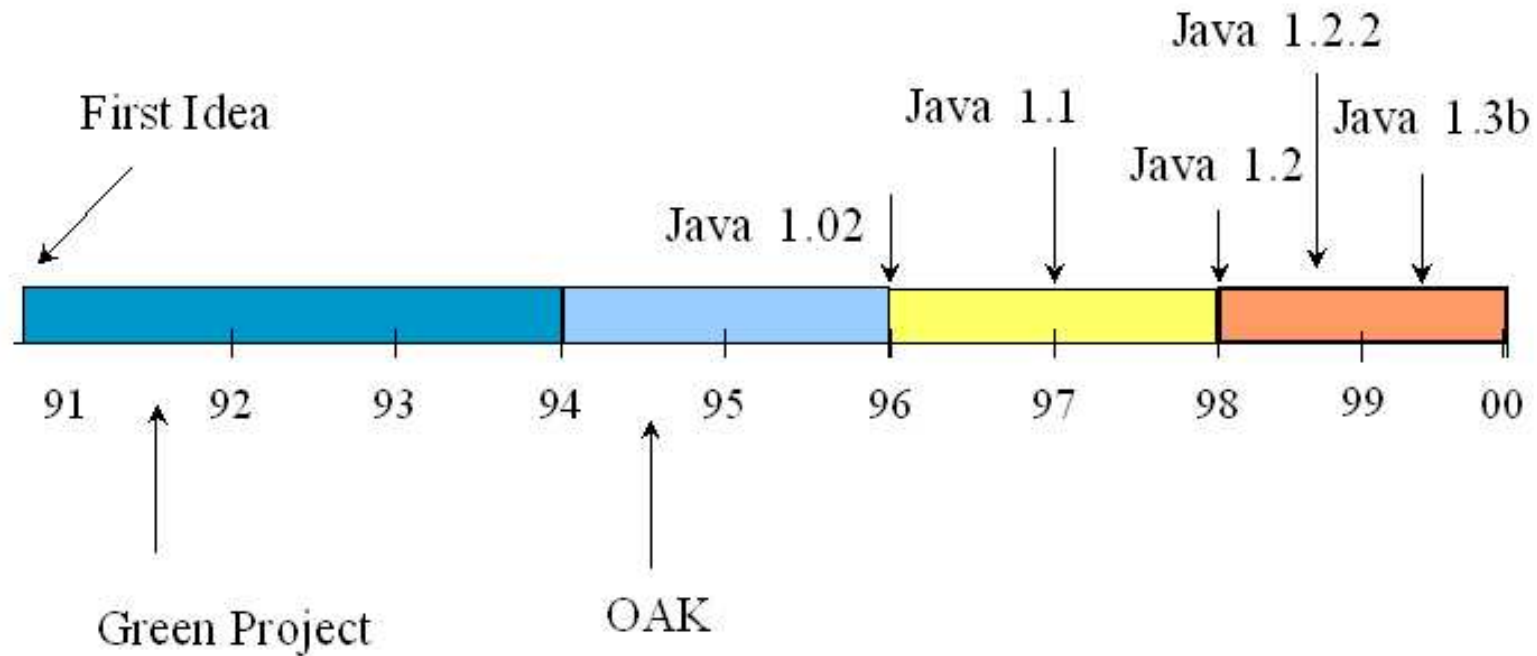 Java 1.2.2
First Idea
Java 1.1
Java 1.3b
Java 1.2
Java 1.02
91 92 93 94 95 96 97 98 99 00
Green Project
OAK